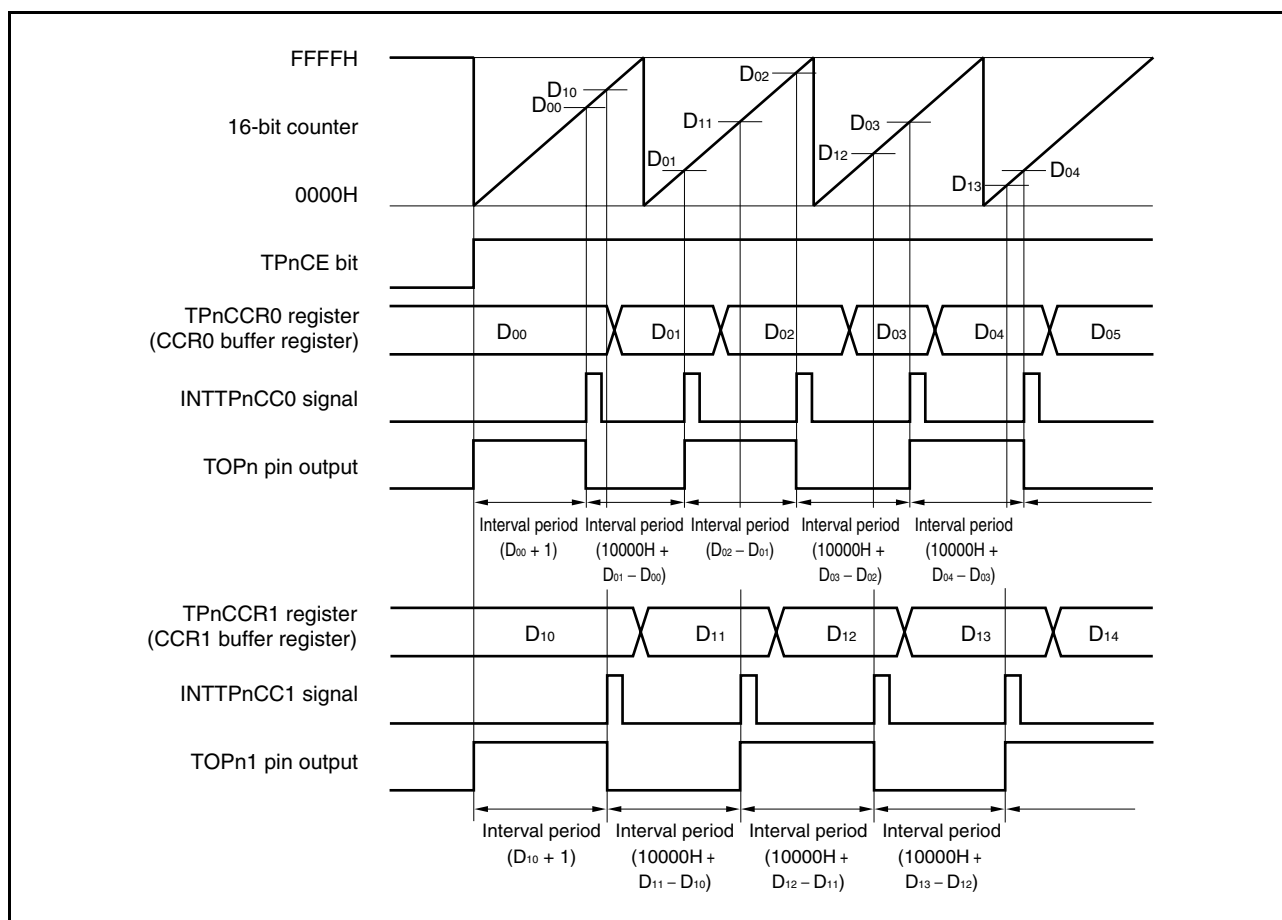 FFFFH
16-bit counter
0000H
D10
D00
D01
D11
D02
D12
D03
D13
D04
TPnCE bit
TPnCCR0 register
(CCR0 buffer register)
D00
D01
D02
D03
D04
D05
INTTPnCC0 signal
TOPn pin output
Interval period
(D00 + 1)
Interval period
(10000H +
D01 – D00)
Interval period
(D02 – D01)
Interval period
(10000H +
D03 – D02)
Interval period
(10000H +
D04 – D03)
TPnCCR1 register
(CCR1 buffer register)
D10
D11
D12
D13
D14
INTTPnCC1 signal
TOPn1 pin output
Interval period
(D10 + 1)
Interval period
(10000H +
D11 – D10)
Interval period
(10000H +
D12 – D11)
Interval period
(10000H +
D13 – D12)